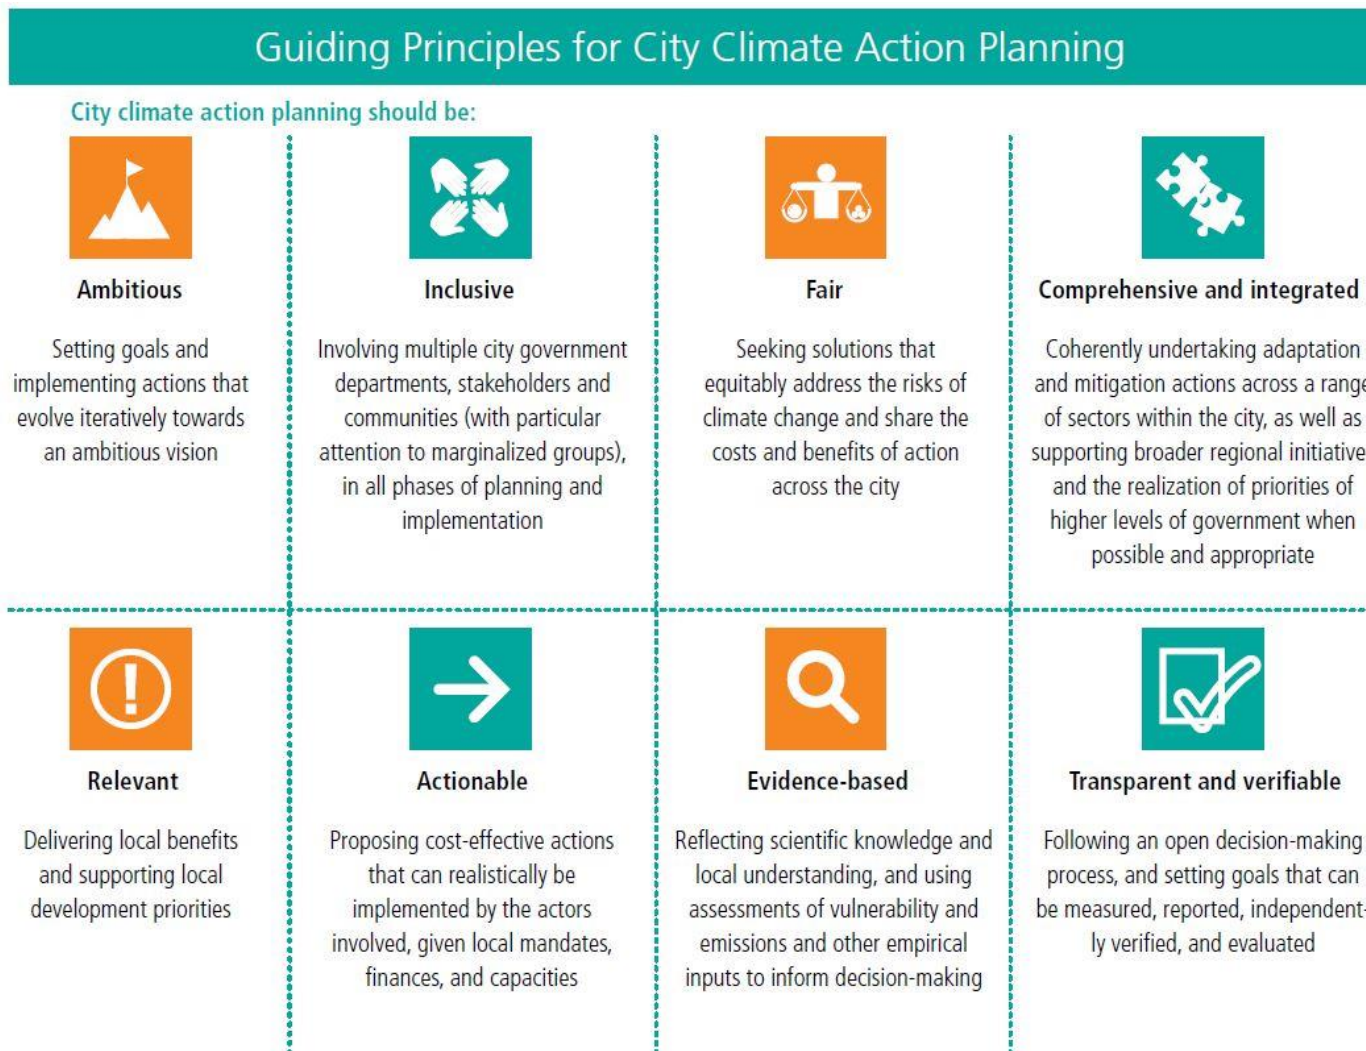 Guiding Principles for City Climate Action Planning
City climate action planning should be:
Ambitious
Setting goals and
implementing actions that
evolve iteratively towards
an ambitious vision
Inclusive
Involving multiple city government
departments, stakeholders and
communities (with particular
attention to marginalized groups),
in all phases of planning and
implementation
Fair
Seeking solutions that
equitably address the risks of
climate change and share the
costs and benefits of action
across the city
Comprehensive and integrated
Coherently undertaking adaptation
and mitigation actions across a range
of sectors within the city, as well as
supporting broader regional initiative
and the realization of priorities of
higher levels of government when
possible and appropriate
Relevant
Delivering local benefits
and supporting local
development priorities
Actionable
Proposing cost-effective actions
that can realistically be
implemented by the actors
involved, given local mandates,
finances, and capacities
Evidence-based
Reflecting scientific knowledge and
local understanding, and using
assessments of vulnerability and
emissions and other empirical
inputs to inform decision-making
Transparent and verifiable
Following an open decision-making
process, and setting goals that can
be measured, reported, independent-
ly verified, and evaluated